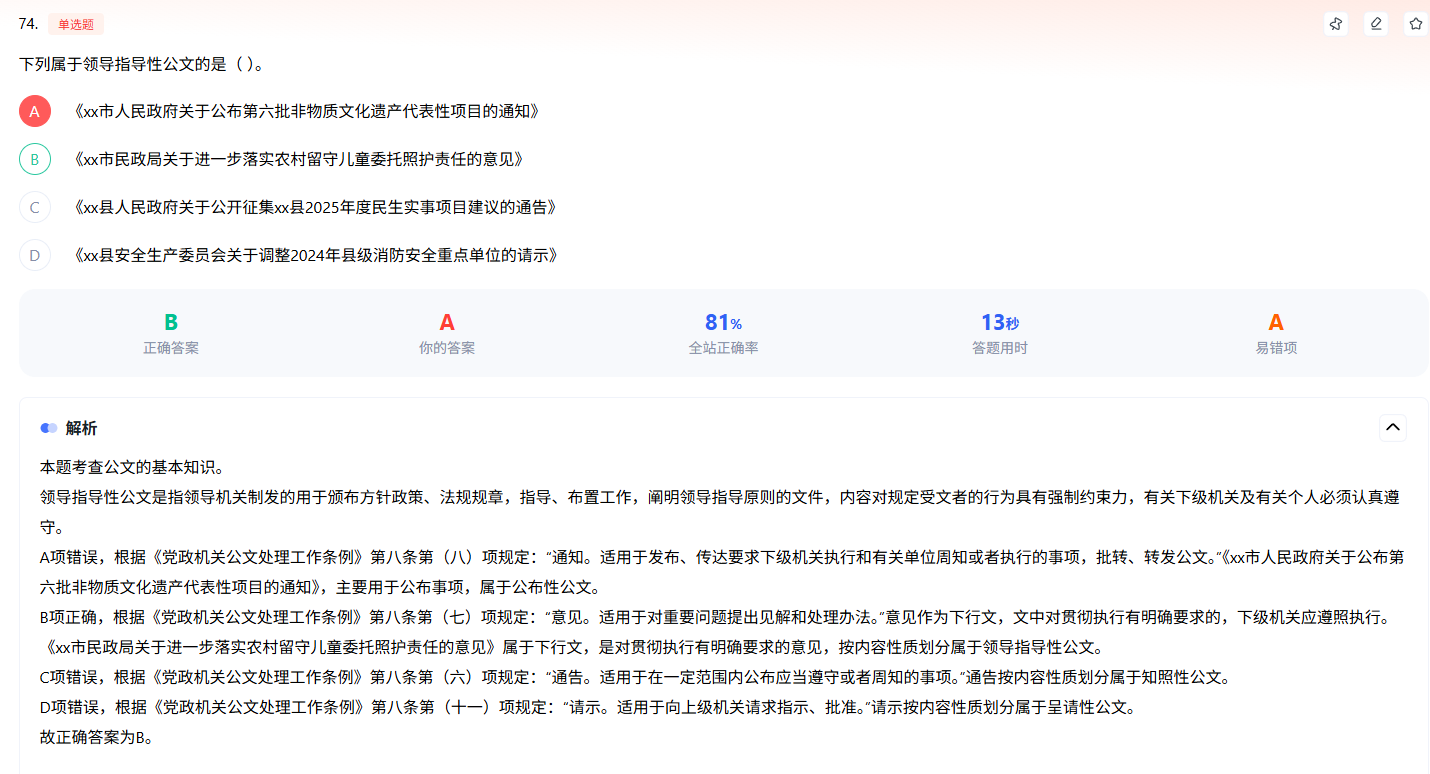 74. 单选题
下列属于领导指导性公文的是（ ）。
A 《xx市人民政府关于公布第六批非物质文化遗产代表性项目的通知》
B 《xx市民政局关于进一步落实农村留守儿童委托照护责任的意见》
C 《xx县人民政府关于公开征集xx县2025年度民生实事项目建议的通告》
D 《xx县安全生产委员会关于调整2024年县级消防安全重点单位的请示》
B A 81% 13秒 A
正确答案 你的答案 全站正确率 答题用时 易错项
解析
本题考查公文的基本知识。
领导指导性公文是指领导机关制发的用于颁布方针政策、法规规章，指导、布置工作，阐明领导指导原则的文件，内容对规定受文者的行为具有强制约束力，有关下级机关及有关个人必须认真遵
守。
A项错误，根据《党政机关公文处理工作条例》第八条第（八）项规定：“通知。适用于发布、传达要求下级机关执行和有关单位周知或者执行的事项，批转、转发公文。”《xx市人民政府关于公布第
六批非物质文化遗产代表性项目的通知》，主要用于公布事项，属于公布性公文。
B项正确，根据《党政机关公文处理工作条例》第八条第（七）项规定：“意见。适用于对重要问题提出见解和处理办法。”意见作为下行文，文中对贯彻执行有明确要求的，下级机关应遵照执行。
《xx市民政局关于进一步落实农村留守儿童委托照护责任的意见》属于下行文，是对贯彻执行有明确要求的意见，按内容性质划分属于领导指导性公文。
C项错误，根据《党政机关公文处理工作条例》第八条第（六）项规定：“通告。适用于在一定范围内公布应当遵守或者周知的事项。”通告按内容性质划分属于知照性公文。
D项错误，根据《党政机关公文处理工作条例》第八条第（十一）项规定：“请示。适用于向上级机关请求指示、批准。”请示按内容性质划分属于呈请性公文。
故正确答案为B。